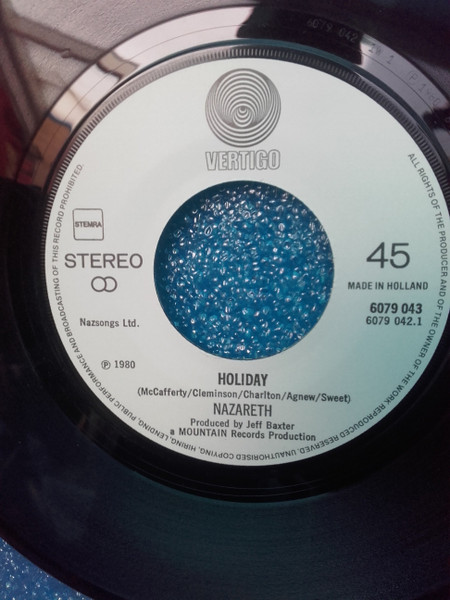 VERTIGO
STEMRA
STEREO
45
MADE IN HOLLAND
6079 043
6079 042.1
Nazsongs Ltd.
℗ 1980
HOLIDAY
(McCafferty/Cleminson/Charlton/Agnew/Sweet)
NAZARETH
Produced by Jeff Baxter
a MOUNTAIN Records Production
ALL RIGHTS OF THE PRODUCER AND OF THE OWNER OF THE WORK REPRODUCED RESERVED. UNAUTHORISED COPYING, HIRING, LENDING, PUBLIC PERFORMANCE AND BROADCASTING OF THIS RECORD PROHIBITED.